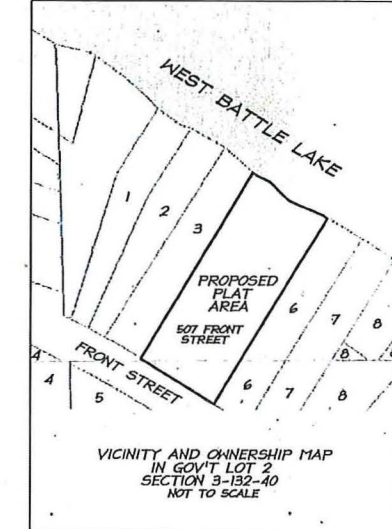 WEST BATTLE LAKE
1
2
3
PROPOSED
PLAT
AREA
507 FRONT
STREET
6
7
8
8
FRONT STREET
A
4
5
6
7
8
VICINITY AND OWNERSHIP MAP
IN GOV'T LOT 2
SECTION 3-132-40
NOT TO SCALE